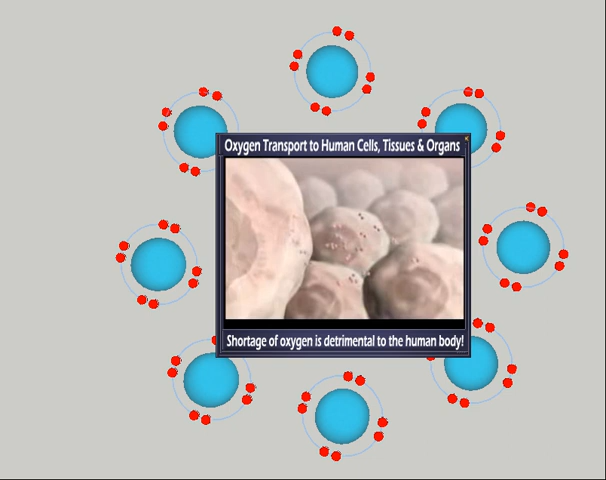 Oxygen Transport to Human Cells, Tissues & Organs
Shortage of oxygen is detrimental to the human body!